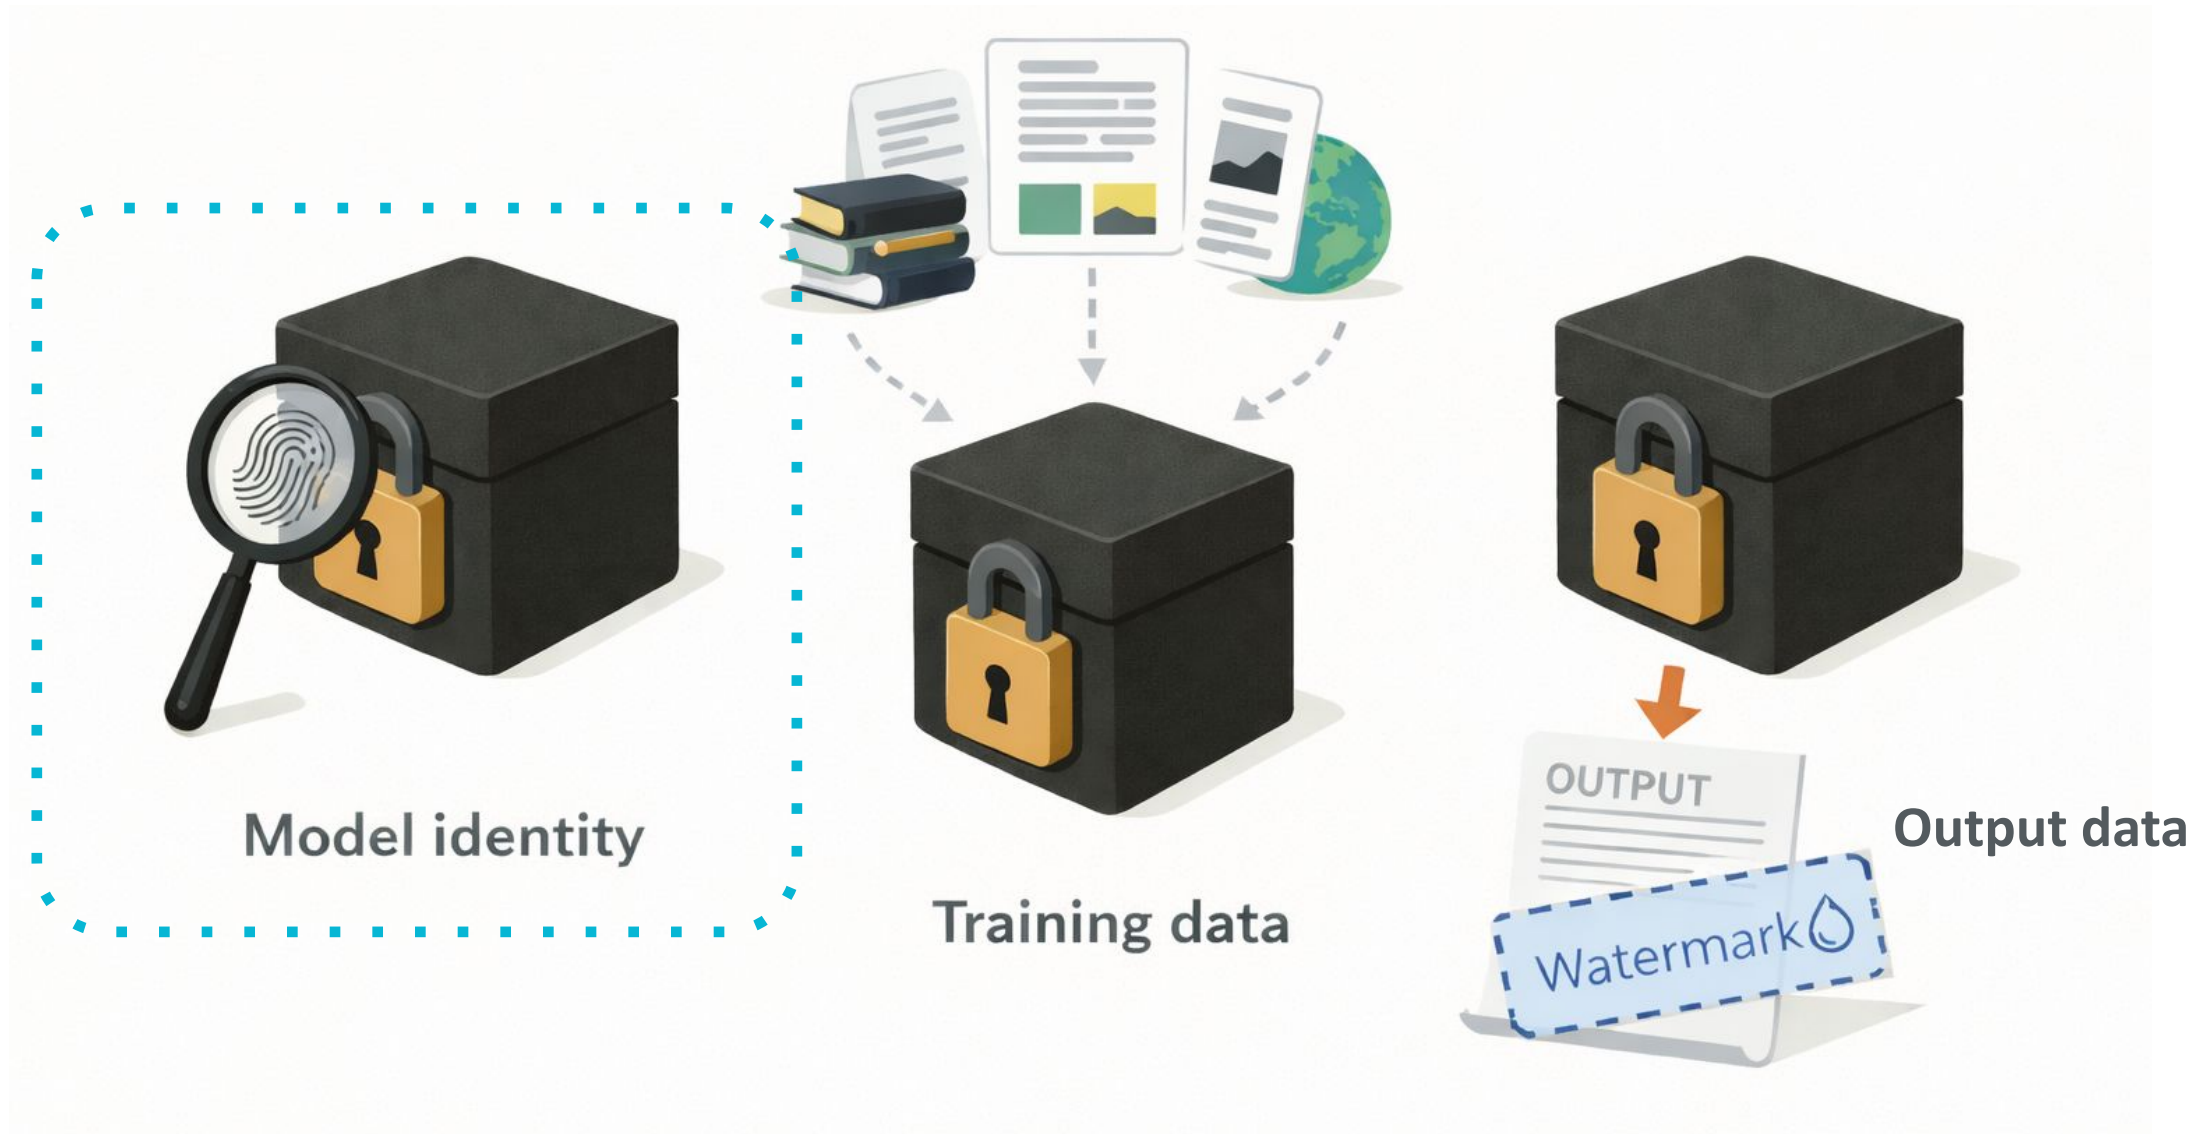 Model identity
Training data
OUTPUT
Output data
Watermark